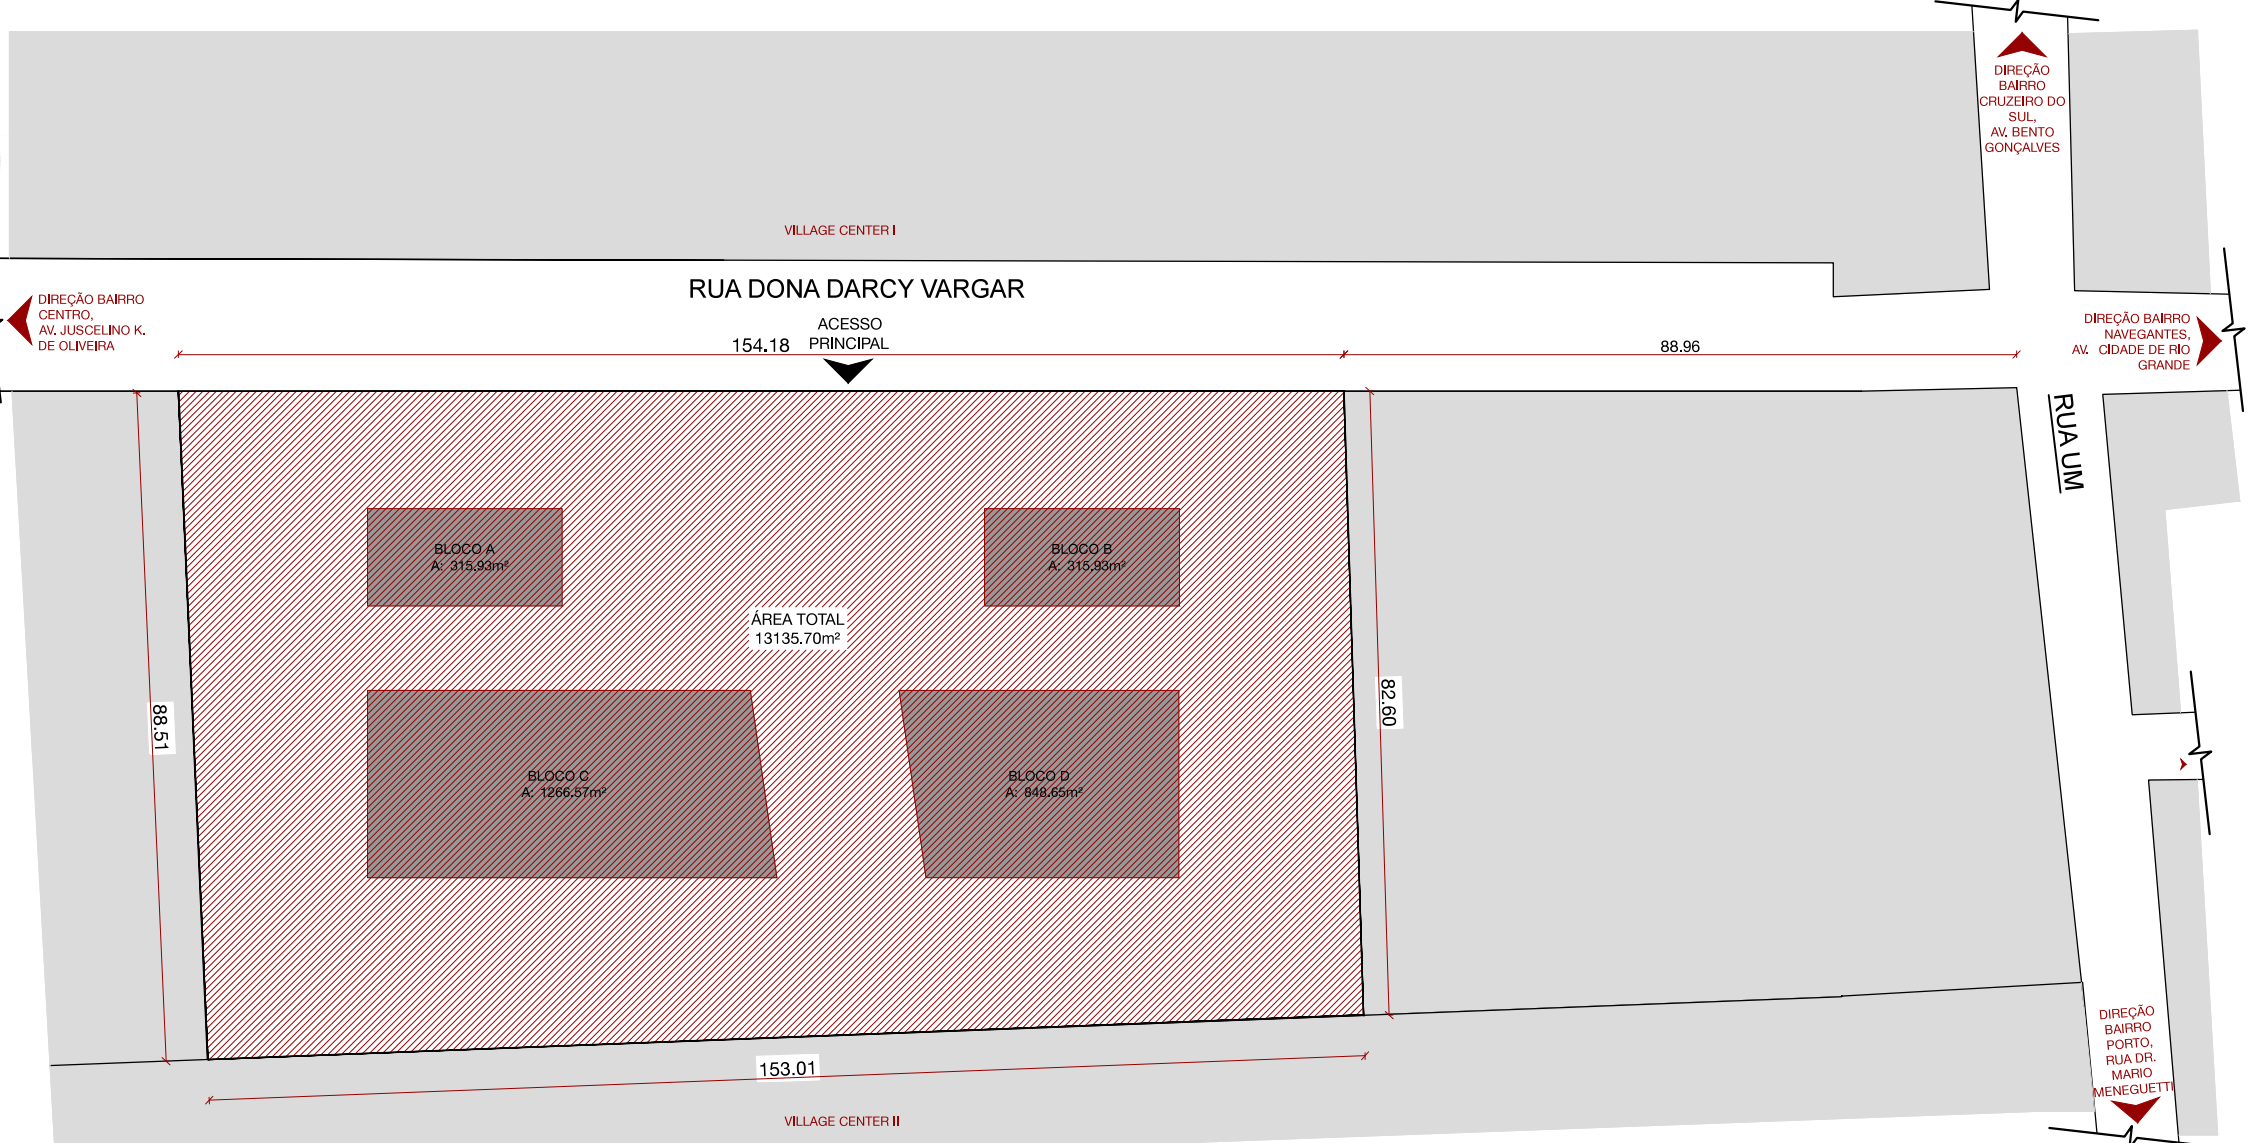 DIREÇÃO
BAIRRO
CRUZEIRO DO
SUL,
AV. BENTO
GONÇALVES
VILLAGE CENTER I
RUA DONA DARCY VARGAR
DIREÇÃO BAIRRO
CENTRO,
AV. JUSCELINO K.
DE OLIVEIRA
ACESSO
PRINCIPAL
154.18
88.96
DIREÇÃO BAIRRO
NAVEGANTES,
AV. CIDADE DE RIO
GRANDE
RUA UM
BLOCO A
A: 315.93m²
BLOCO B
A: 315.93m²
ÁREA TOTAL
13135.70m²
88.51
82.60
BLOCO C
A: 1266.57m²
BLOCO D
A: 848.65m²
153.01
DIREÇÃO
BAIRRO
PORTO,
RUA DR.
MARIO
MENEGUETTI
VILLAGE CENTER II